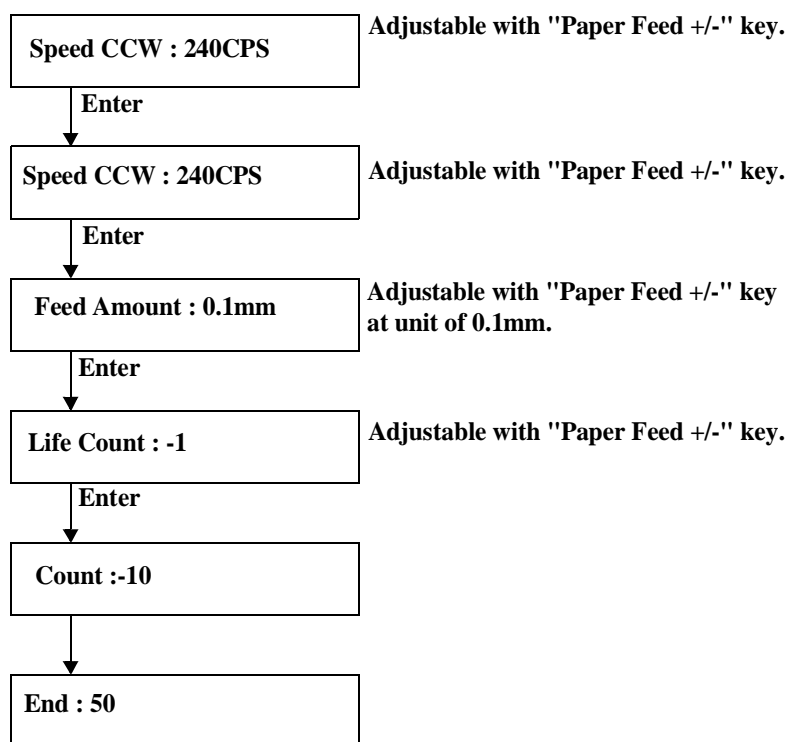 Speed CCW : 240CPS
Adjustable with "Paper Feed +/-" key.
Enter
Speed CCW : 240CPS
Adjustable with "Paper Feed +/-" key.
Enter
Feed Amount : 0.1mm
Adjustable with "Paper Feed +/-" key
at unit of 0.1mm.
Enter
Life Count : -1
Adjustable with "Paper Feed +/-" key.
Enter
Count :-10
End : 50